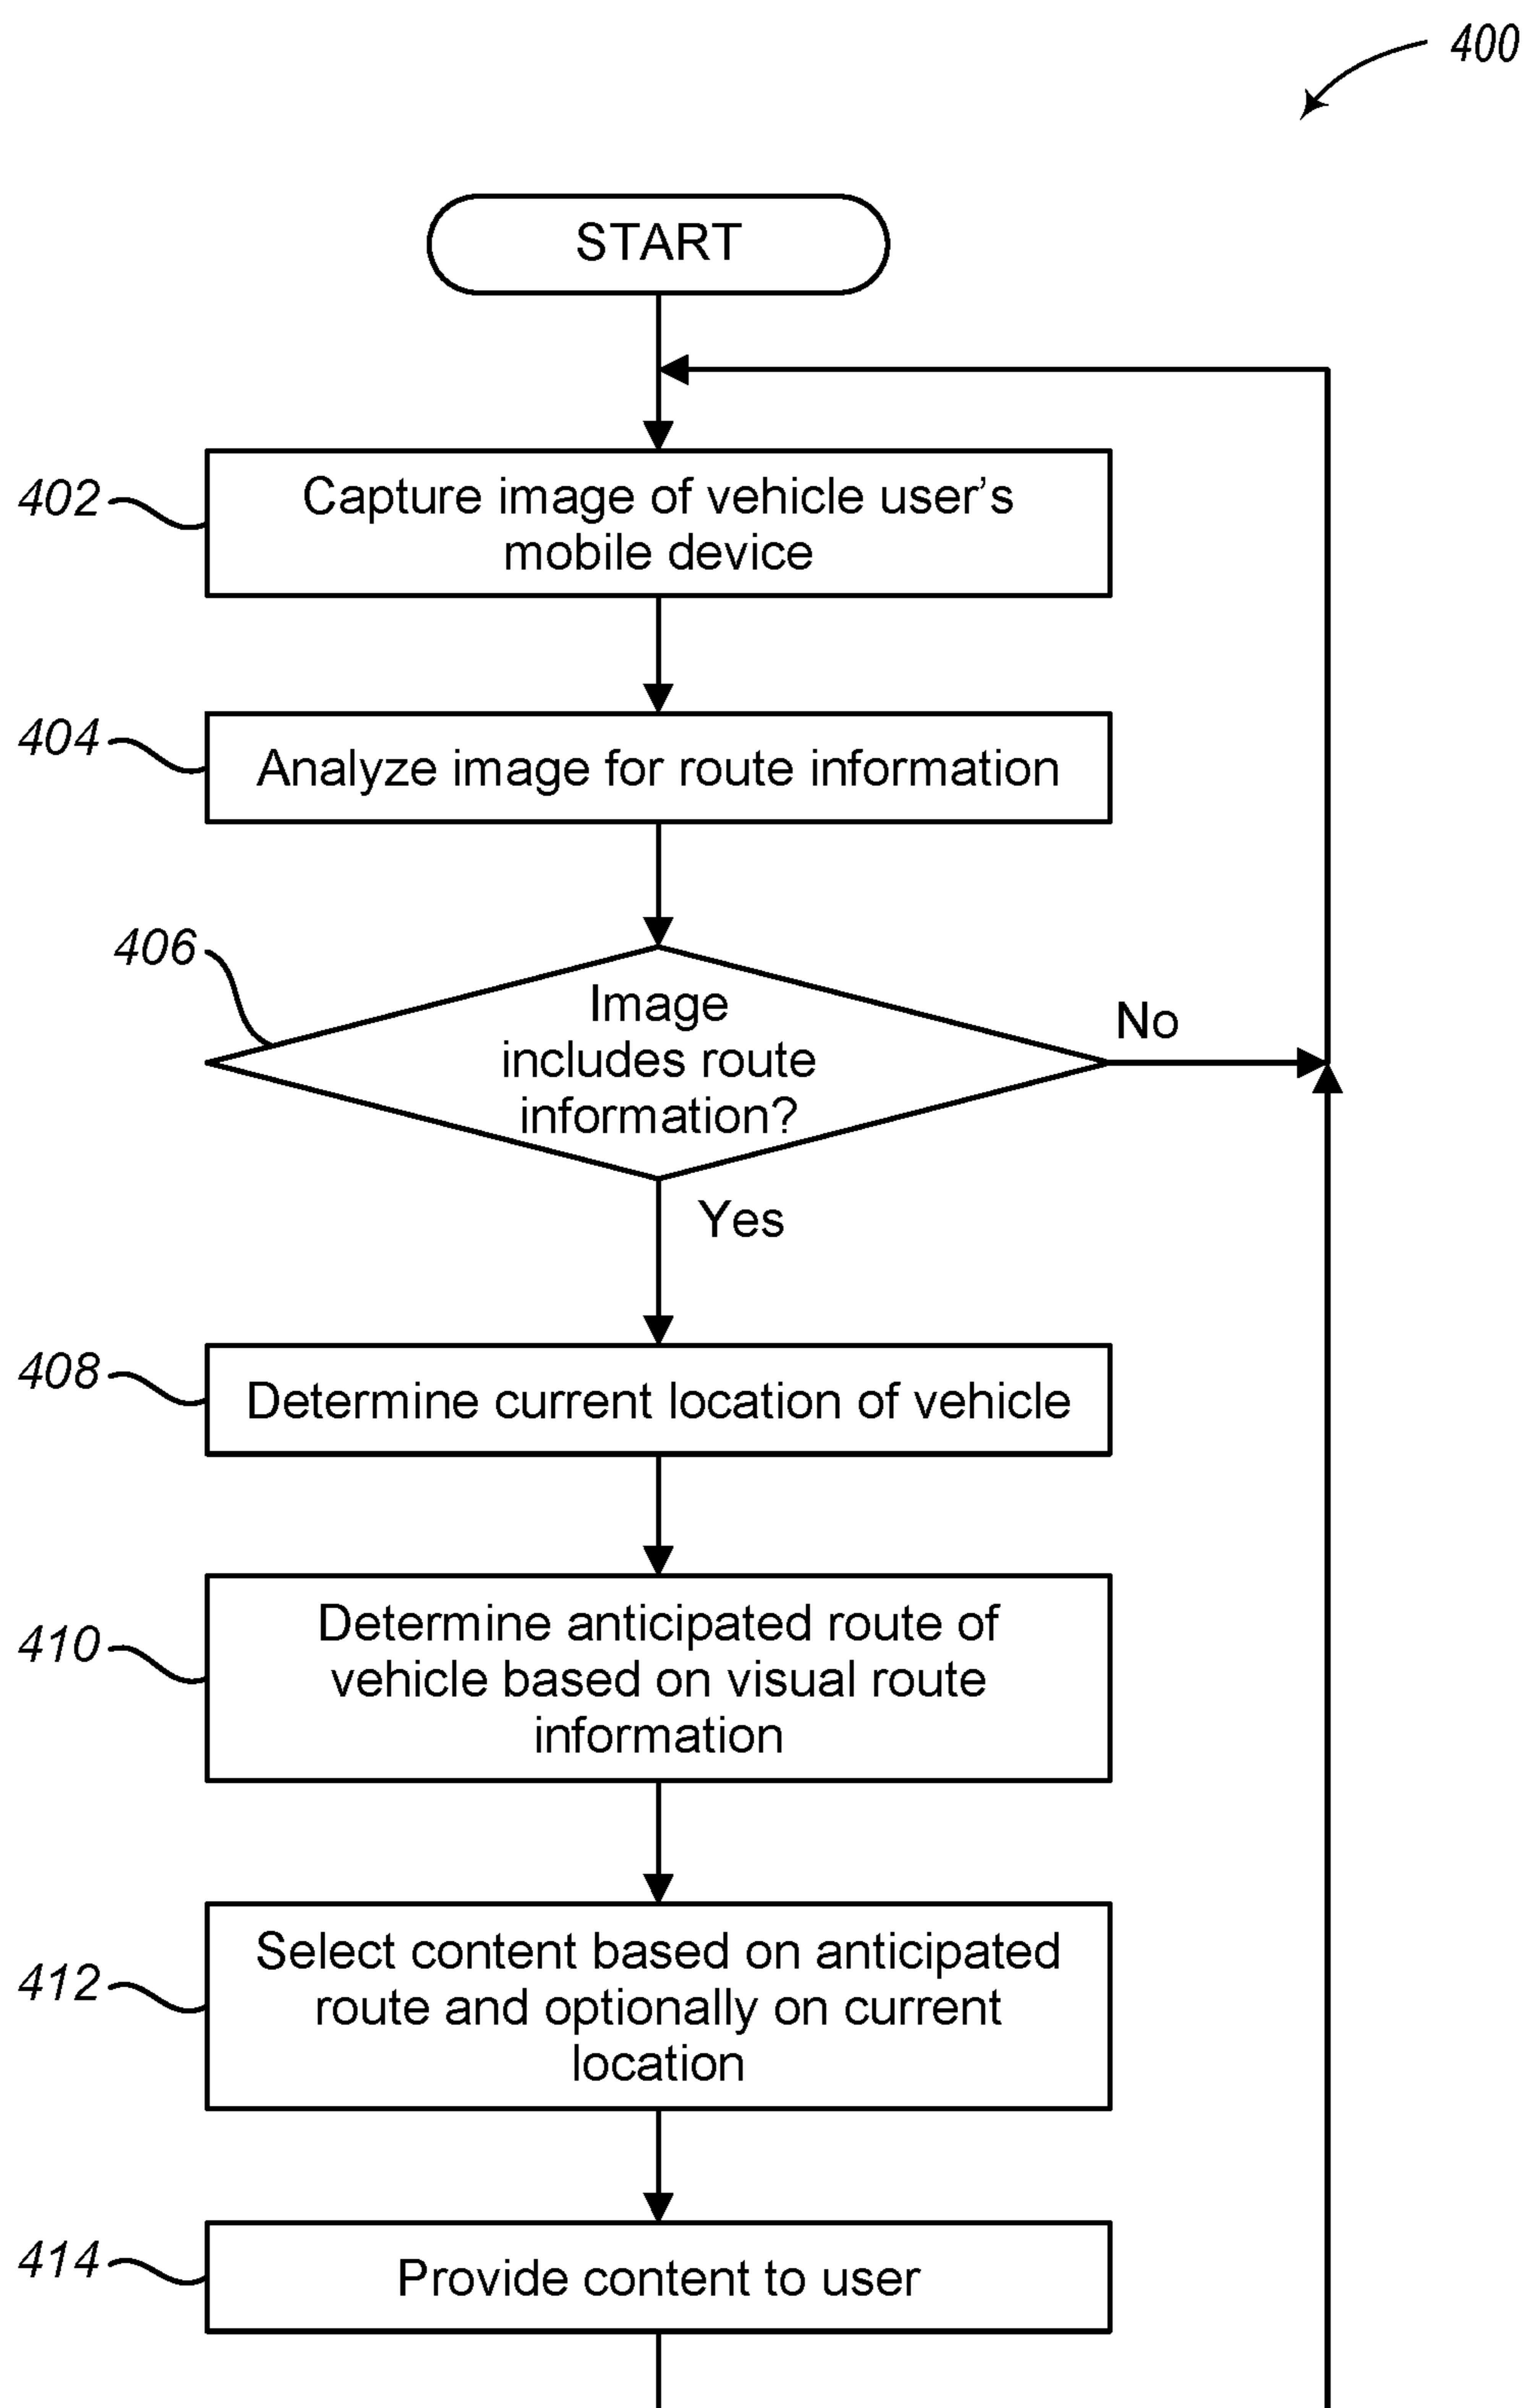 400
START
402
Capture image of vehicle user’s
mobile device
404
Analyze image for route information
406
Image
includes route
information?
No
Yes
408
Determine current location of vehicle
410
Determine anticipated route of
vehicle based on visual route
information
412
Select content based on anticipated
route and optionally on current
location
414
Provide content to user